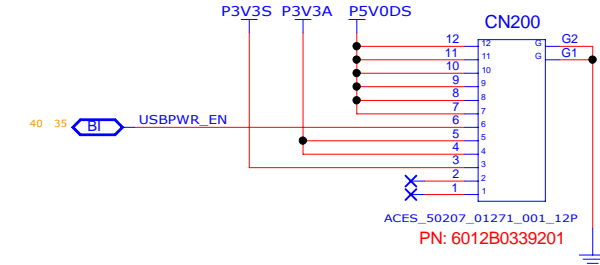 P3V3S P3V3A P5V0DS
CN200
12 12 G G2
11 11 G G1
10 10
9 9
8 8
7 7
40 35 BI USBPWR_EN 6 6
5 5
4 4
3 3
2 2
1 1
ACES_50207_01271_001_12P
PN: 6012B0339201